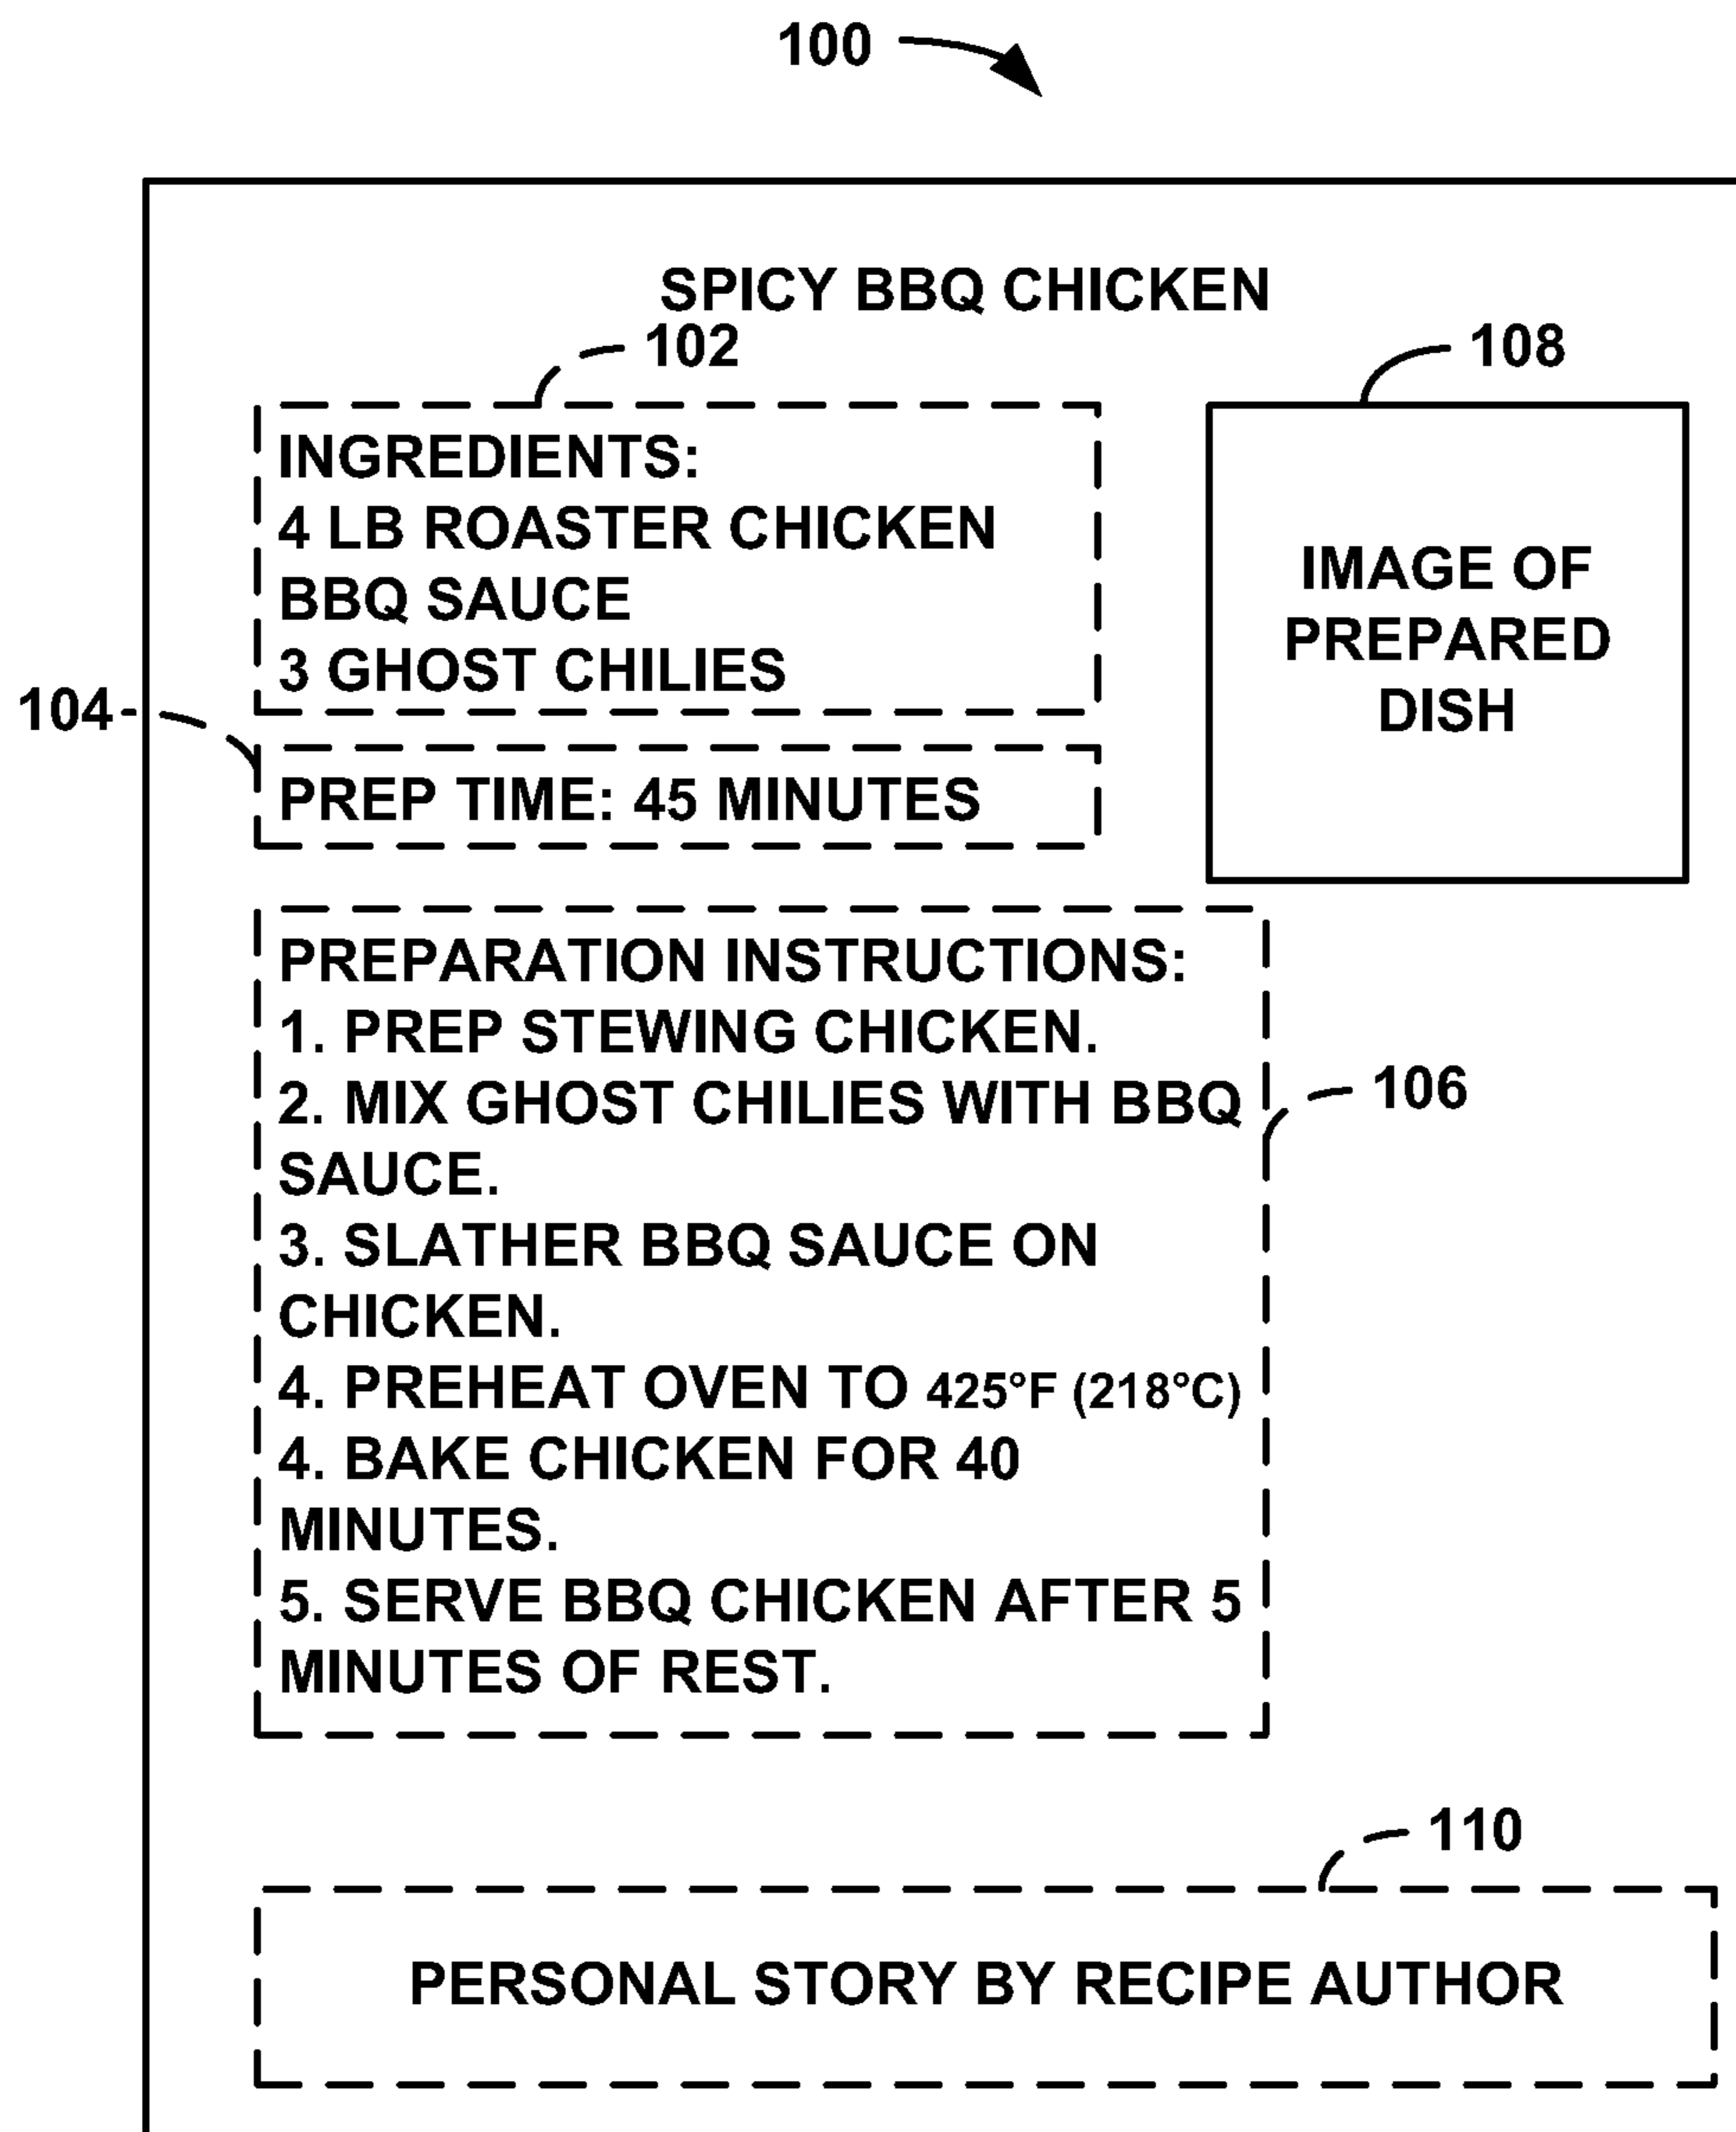 100
SPICY BBQ CHICKEN
102
108
INGREDIENTS:
4 LB ROASTER CHICKEN
BBQ SAUCE
3 GHOST CHILIES
IMAGE OF
PREPARED
DISH
104
PREP TIME: 45 MINUTES
PREPARATION INSTRUCTIONS:
1. PREP STEWING CHICKEN.
2. MIX GHOST CHILIES WITH BBQ
SAUCE.
3. SLATHER BBQ SAUCE ON
CHICKEN.
4. PREHEAT OVEN TO 425°F (218°C)
4. BAKE CHICKEN FOR 40
MINUTES.
5. SERVE BBQ CHICKEN AFTER 5
MINUTES OF REST.
106
110
PERSONAL STORY BY RECIPE AUTHOR